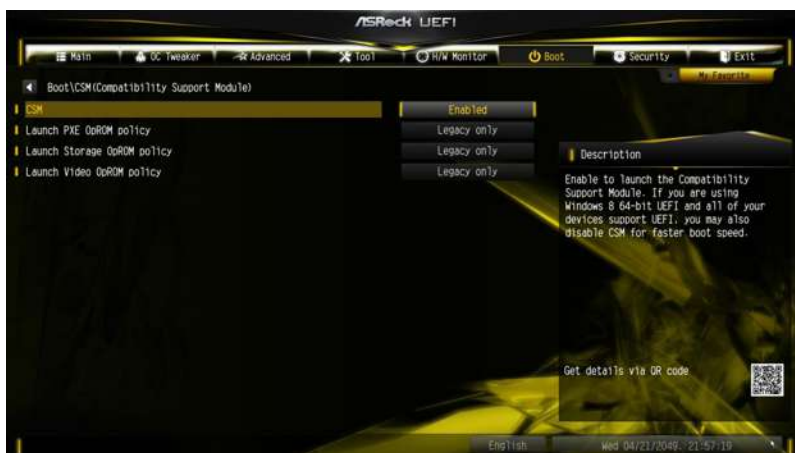 ASRock UEFI
Main OC Tweaker Advanced Tool H/W Monitor Boot Security Exit
My Favorite
Boot\CSM(Compatibility Support Module)
CSM Enabled
Launch PXE OpROM policy Legacy only
Launch Storage OpROM policy Legacy only
Launch Video OpROM policy Legacy only
Description
Enable to launch the Compatibility
Support Module. If you are using
Windows 8 64-bit UEFI and all of your
devices support UEFI, you may also
disable CSM for faster boot speed.
Get details via QR code
English Wed 04/21/2049, 21:57:19